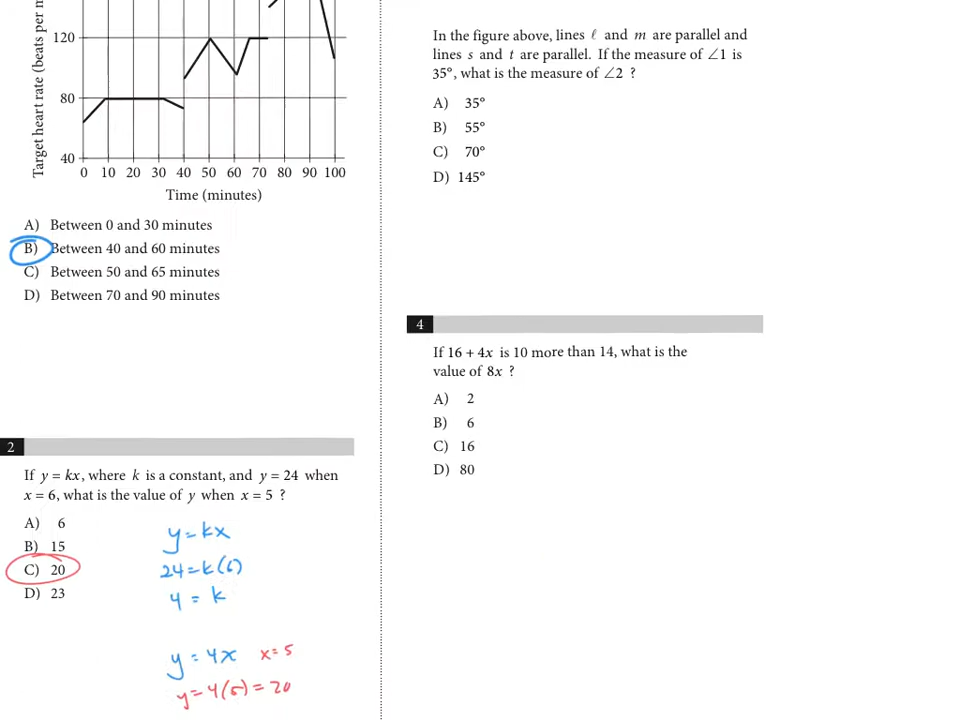 Target heart rate (beats per m
120
80
40
0 10 20 30 40 50 60 70 80 90 100
Time (minutes)
A) Between 0 and 30 minutes
B) Between 40 and 60 minutes
C) Between 50 and 65 minutes
D) Between 70 and 90 minutes
2
If y = kx, where k is a constant, and y = 24 when
x = 6, what is the value of y when x = 5 ?
A) 6
B) 15
C) 20
D) 23
y=kx
24=k(6)
4 = k
y = 4x x=5
y=4(5)=20
In the figure above, lines ℓ and m are parallel and
lines s and t are parallel. If the measure of ∠1 is
35°, what is the measure of ∠2 ?
A) 35°
B) 55°
C) 70°
D) 145°
4
If 16 + 4x is 10 more than 14, what is the
value of 8x ?
A) 2
B) 6
C) 16
D) 80